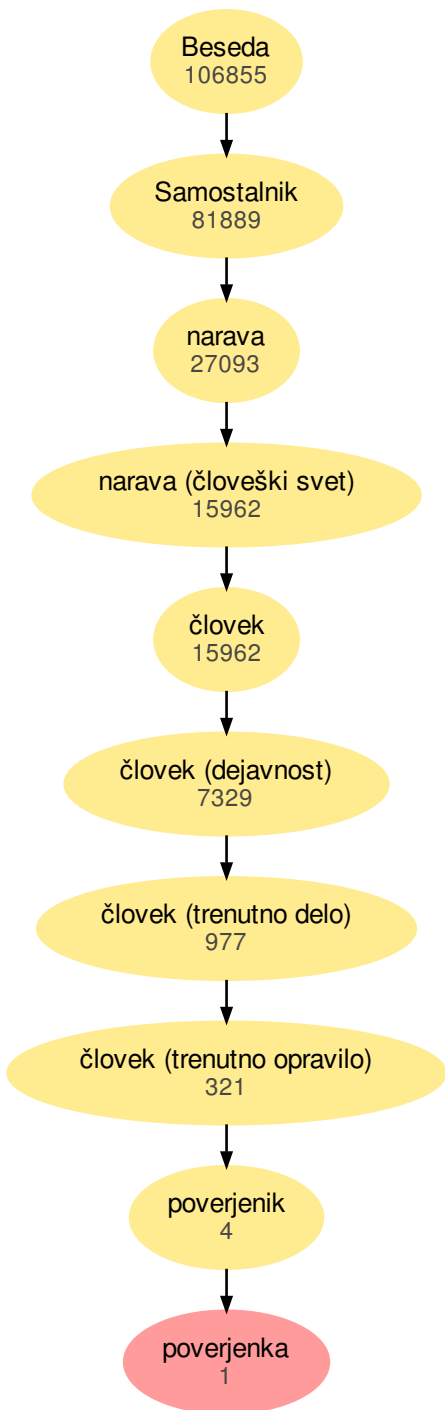 Beseda
106855
Samostalnik
81889
narava
27093
narava (človeški svet)
15962
človek
15962
človek (dejavnost)
7329
človek (trenutno delo)
977
človek (trenutno opravilo)
321
poverjenik
4
poverjenka
1